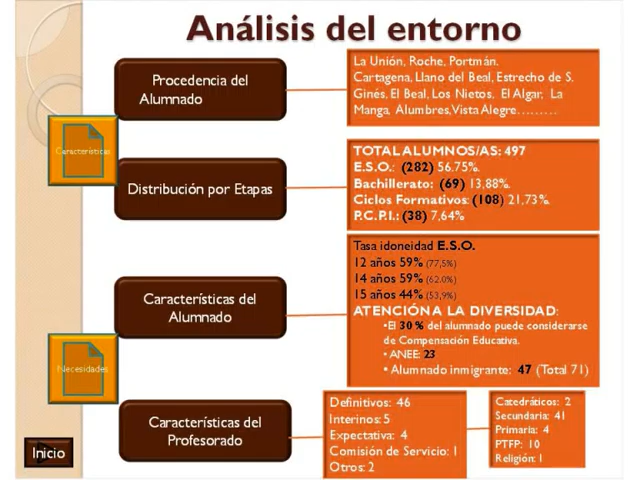 Análisis del entorno
Procedencia del
Alumnado
La Unión, Roche, Portmán.
Cartagena, Llano del Beal, Estrecho de S.
Ginés, El Beal, Los Nietos, El Algar, La
Manga, Alumbres,Vista Alegre………
Características
Distribución por Etapas
TOTAL ALUMNOS/AS: 497
E.S.O.: (282) 56,75%.
Bachillerato: (69) 13,88%.
Ciclos Formativos: (108) 21,73%.
P.C.P.I.: (38) 7,64%
Características del
Alumnado
Tasa idoneidad E.S.O.
12 años 59% (77,5%)
14 años 59% (62.0%)
15 años 44% (53,9%)
ATENCIÓN A LA DIVERSIDAD:
•El 30 % del alumnado puede considerarse
de Compensación Educativa.
• ANEE: 23
• Alumnado inmigrante: 47 (Total 71)
Necesidades
Características del
Profesorado
Definitivos: 46
Interinos: 5
Expectativa: 4
Comisión de Servicio: 1
Otros: 2
Catedráticos: 2
Secundaria: 41
Primaria: 4
PTFP: 10
Religión: 1
Inicio